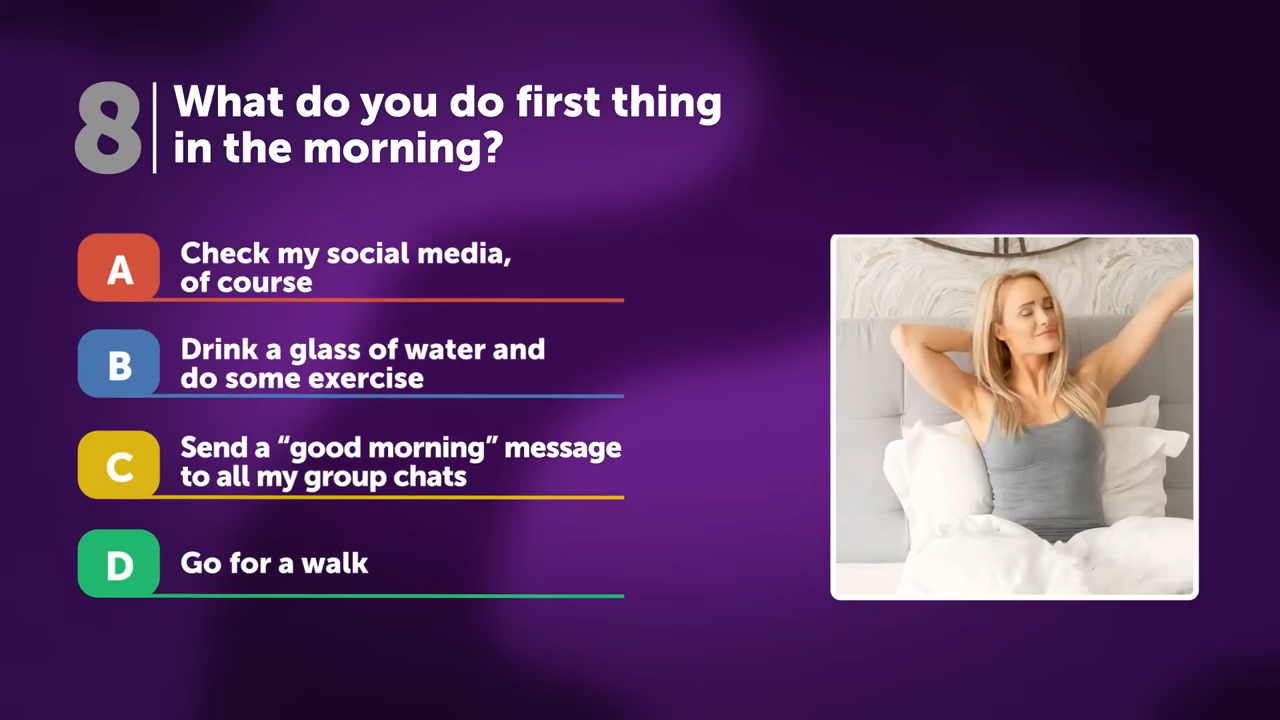 8
What do you do first thing
in the morning?
A
Check my social media,
of course
B
Drink a glass of water and
do some exercise
C
Send a “good morning” message
to all my group chats
D
Go for a walk